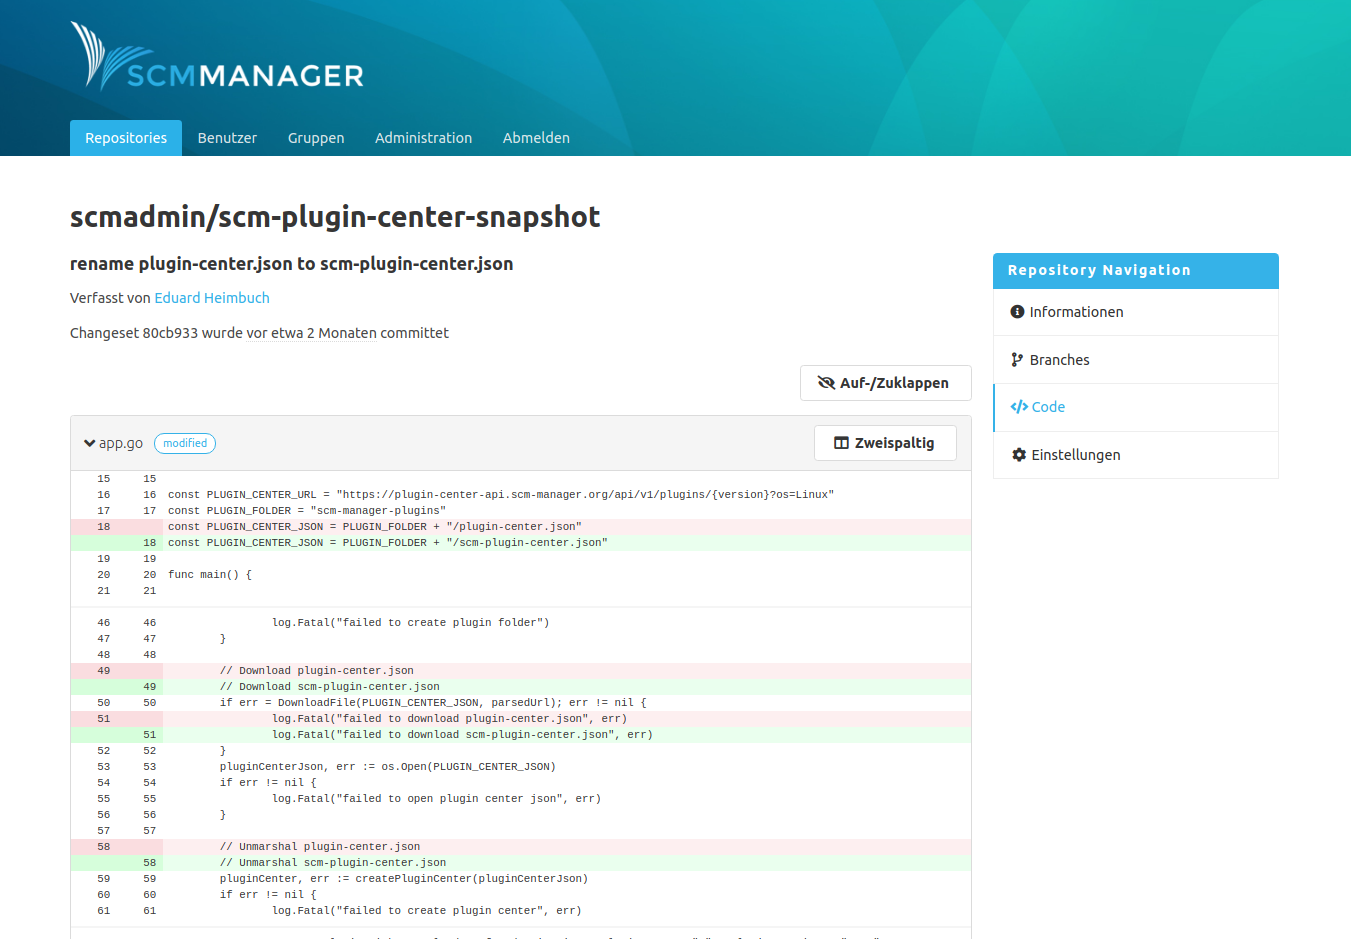 SCMMANAGER
Repositories Benutzer Gruppen Administration Abmelden
scmadmin/scm-plugin-center-snapshot
rename plugin-center.json to scm-plugin-center.json
Verfasst von Eduard Heimbuch
Changeset 80cb933 wurde vor etwa 2 Monaten committet
Auf-/Zuklappen
app.go modified Zweispaltig
15 15
16 16 const PLUGIN_CENTER_URL = "https://plugin-center-api.scm-manager.org/api/v1/plugins/{version}?os=Linux"
17 17 const PLUGIN_FOLDER = "scm-manager-plugins"
18 const PLUGIN_CENTER_JSON = PLUGIN_FOLDER + "/plugin-center.json"
18 const PLUGIN_CENTER_JSON = PLUGIN_FOLDER + "/scm-plugin-center.json"
19 19
20 20 func main() {
21 21
46 46 log.Fatal("failed to create plugin folder")
47 47 }
48 48
49 // Download plugin-center.json
49 // Download scm-plugin-center.json
50 50 if err = DownloadFile(PLUGIN_CENTER_JSON, parsedUrl); err != nil {
51 log.Fatal("failed to download plugin-center.json", err)
51 log.Fatal("failed to download scm-plugin-center.json", err)
52 52 }
53 53 pluginCenterJson, err := os.Open(PLUGIN_CENTER_JSON)
54 54 if err != nil {
55 55 log.Fatal("failed to open plugin center json", err)
56 56 }
57 57
58 // Unmarshal plugin-center.json
58 // Unmarshal scm-plugin-center.json
59 59 pluginCenter, err := createPluginCenter(pluginCenterJson)
60 60 if err != nil {
61 61 log.Fatal("failed to create plugin center", err)
Repository Navigation
Informationen
Branches
Code
Einstellungen